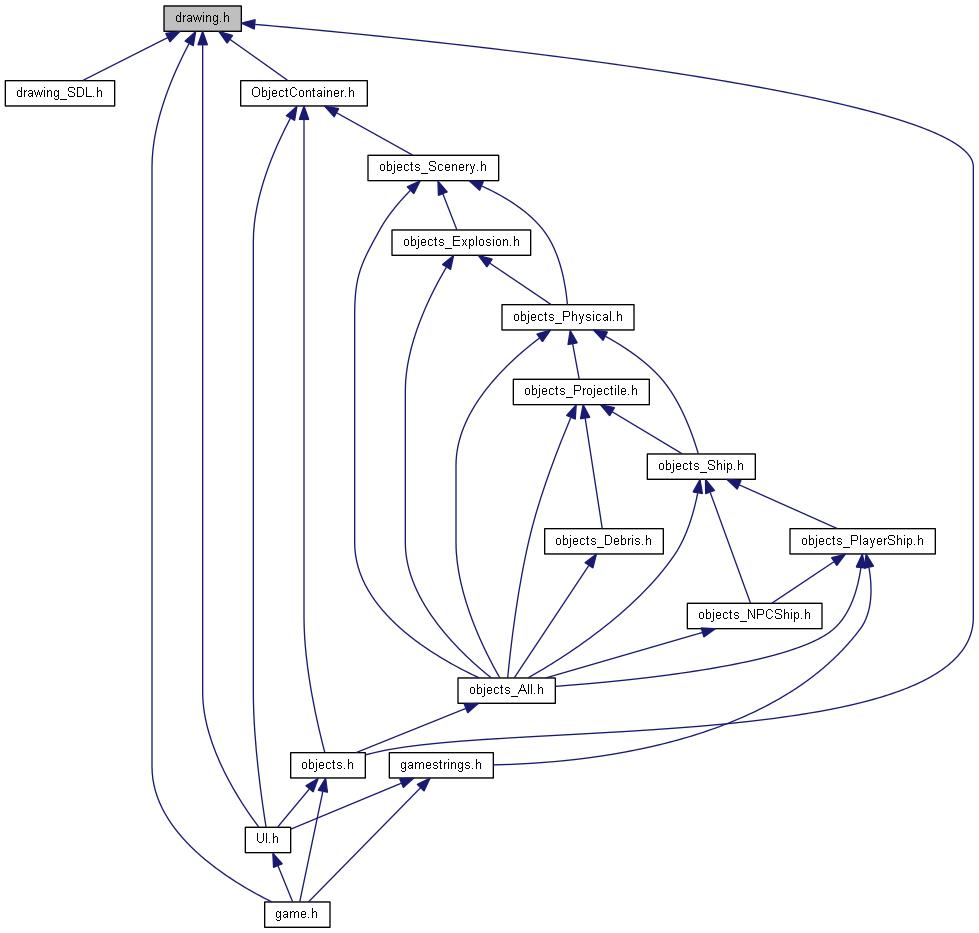 drawing.h
drawing_SDL.h
ObjectContainer.h
objects_Scenery.h
objects_Explosion.h
objects_Physical.h
objects_Projectile.h
objects_Ship.h
objects_Debris.h
objects_PlayerShip.h
objects_NPCShip.h
objects_All.h
objects.h
gamestrings.h
UI.h
game.h